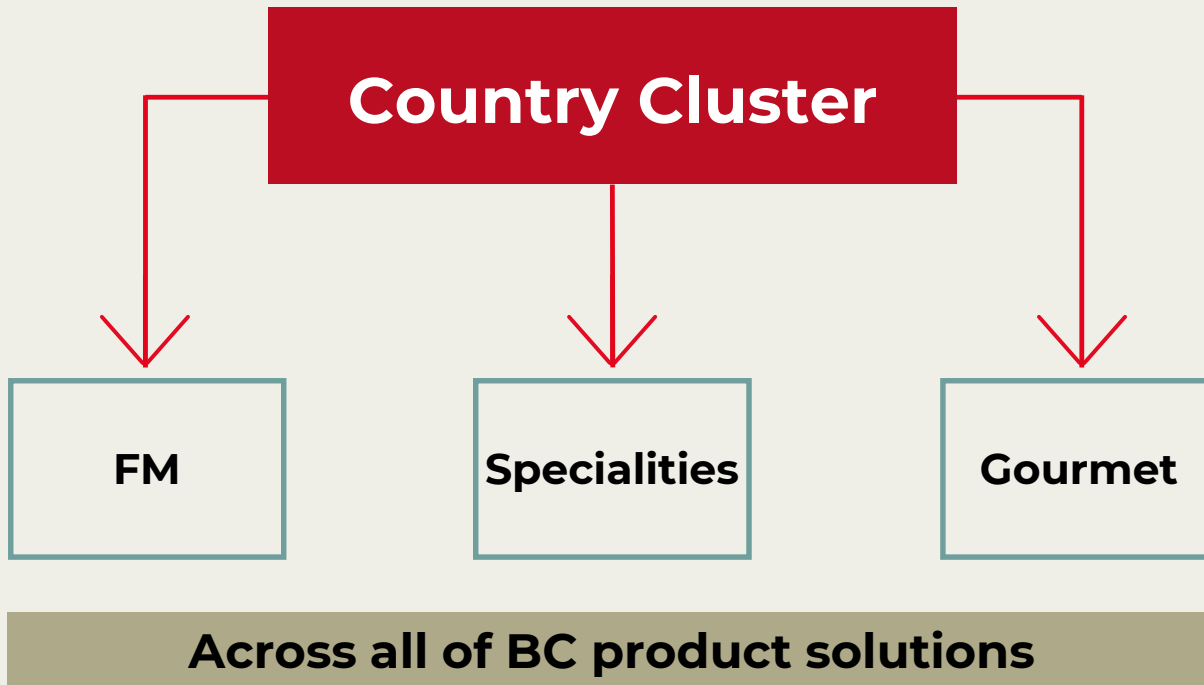 Country Cluster
FM
Specialities
Gourmet
Across all of BC product solutions